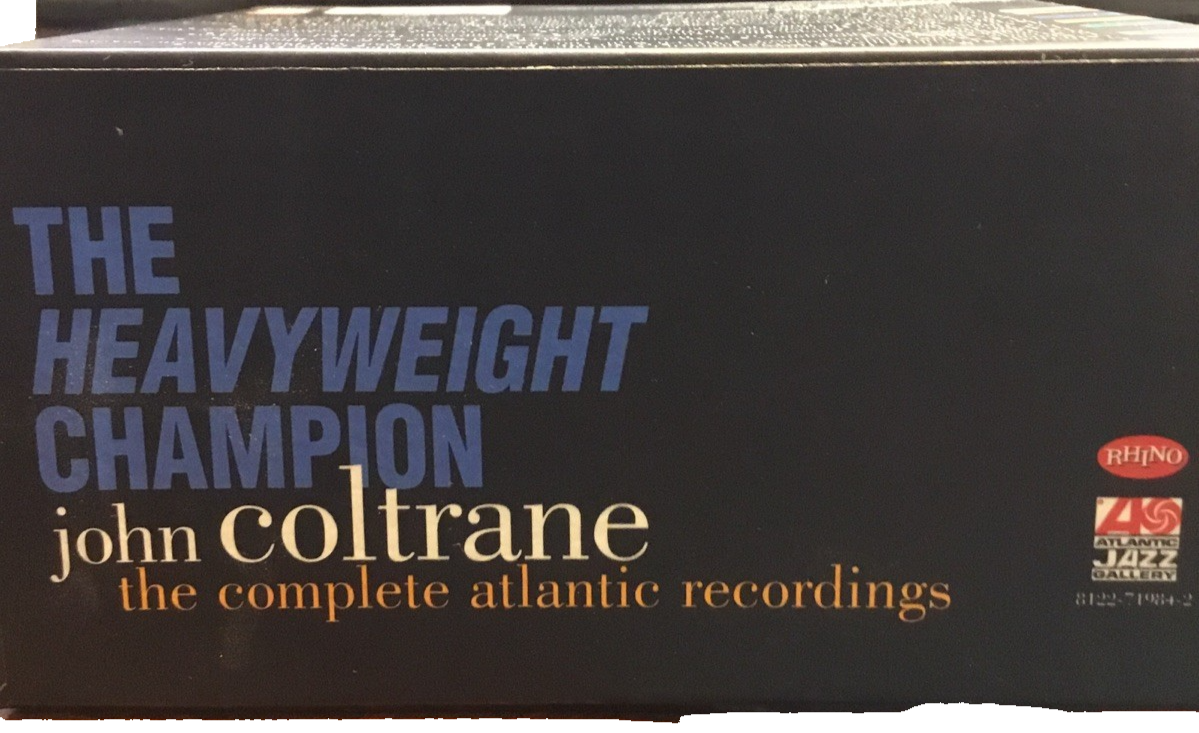 THE
HEAVYWEIGHT
CHAMPION
john coltrane
the complete atlantic recordings
RHINO
ATLANTIC
JAZZ
GALLERY
8122-71984-2